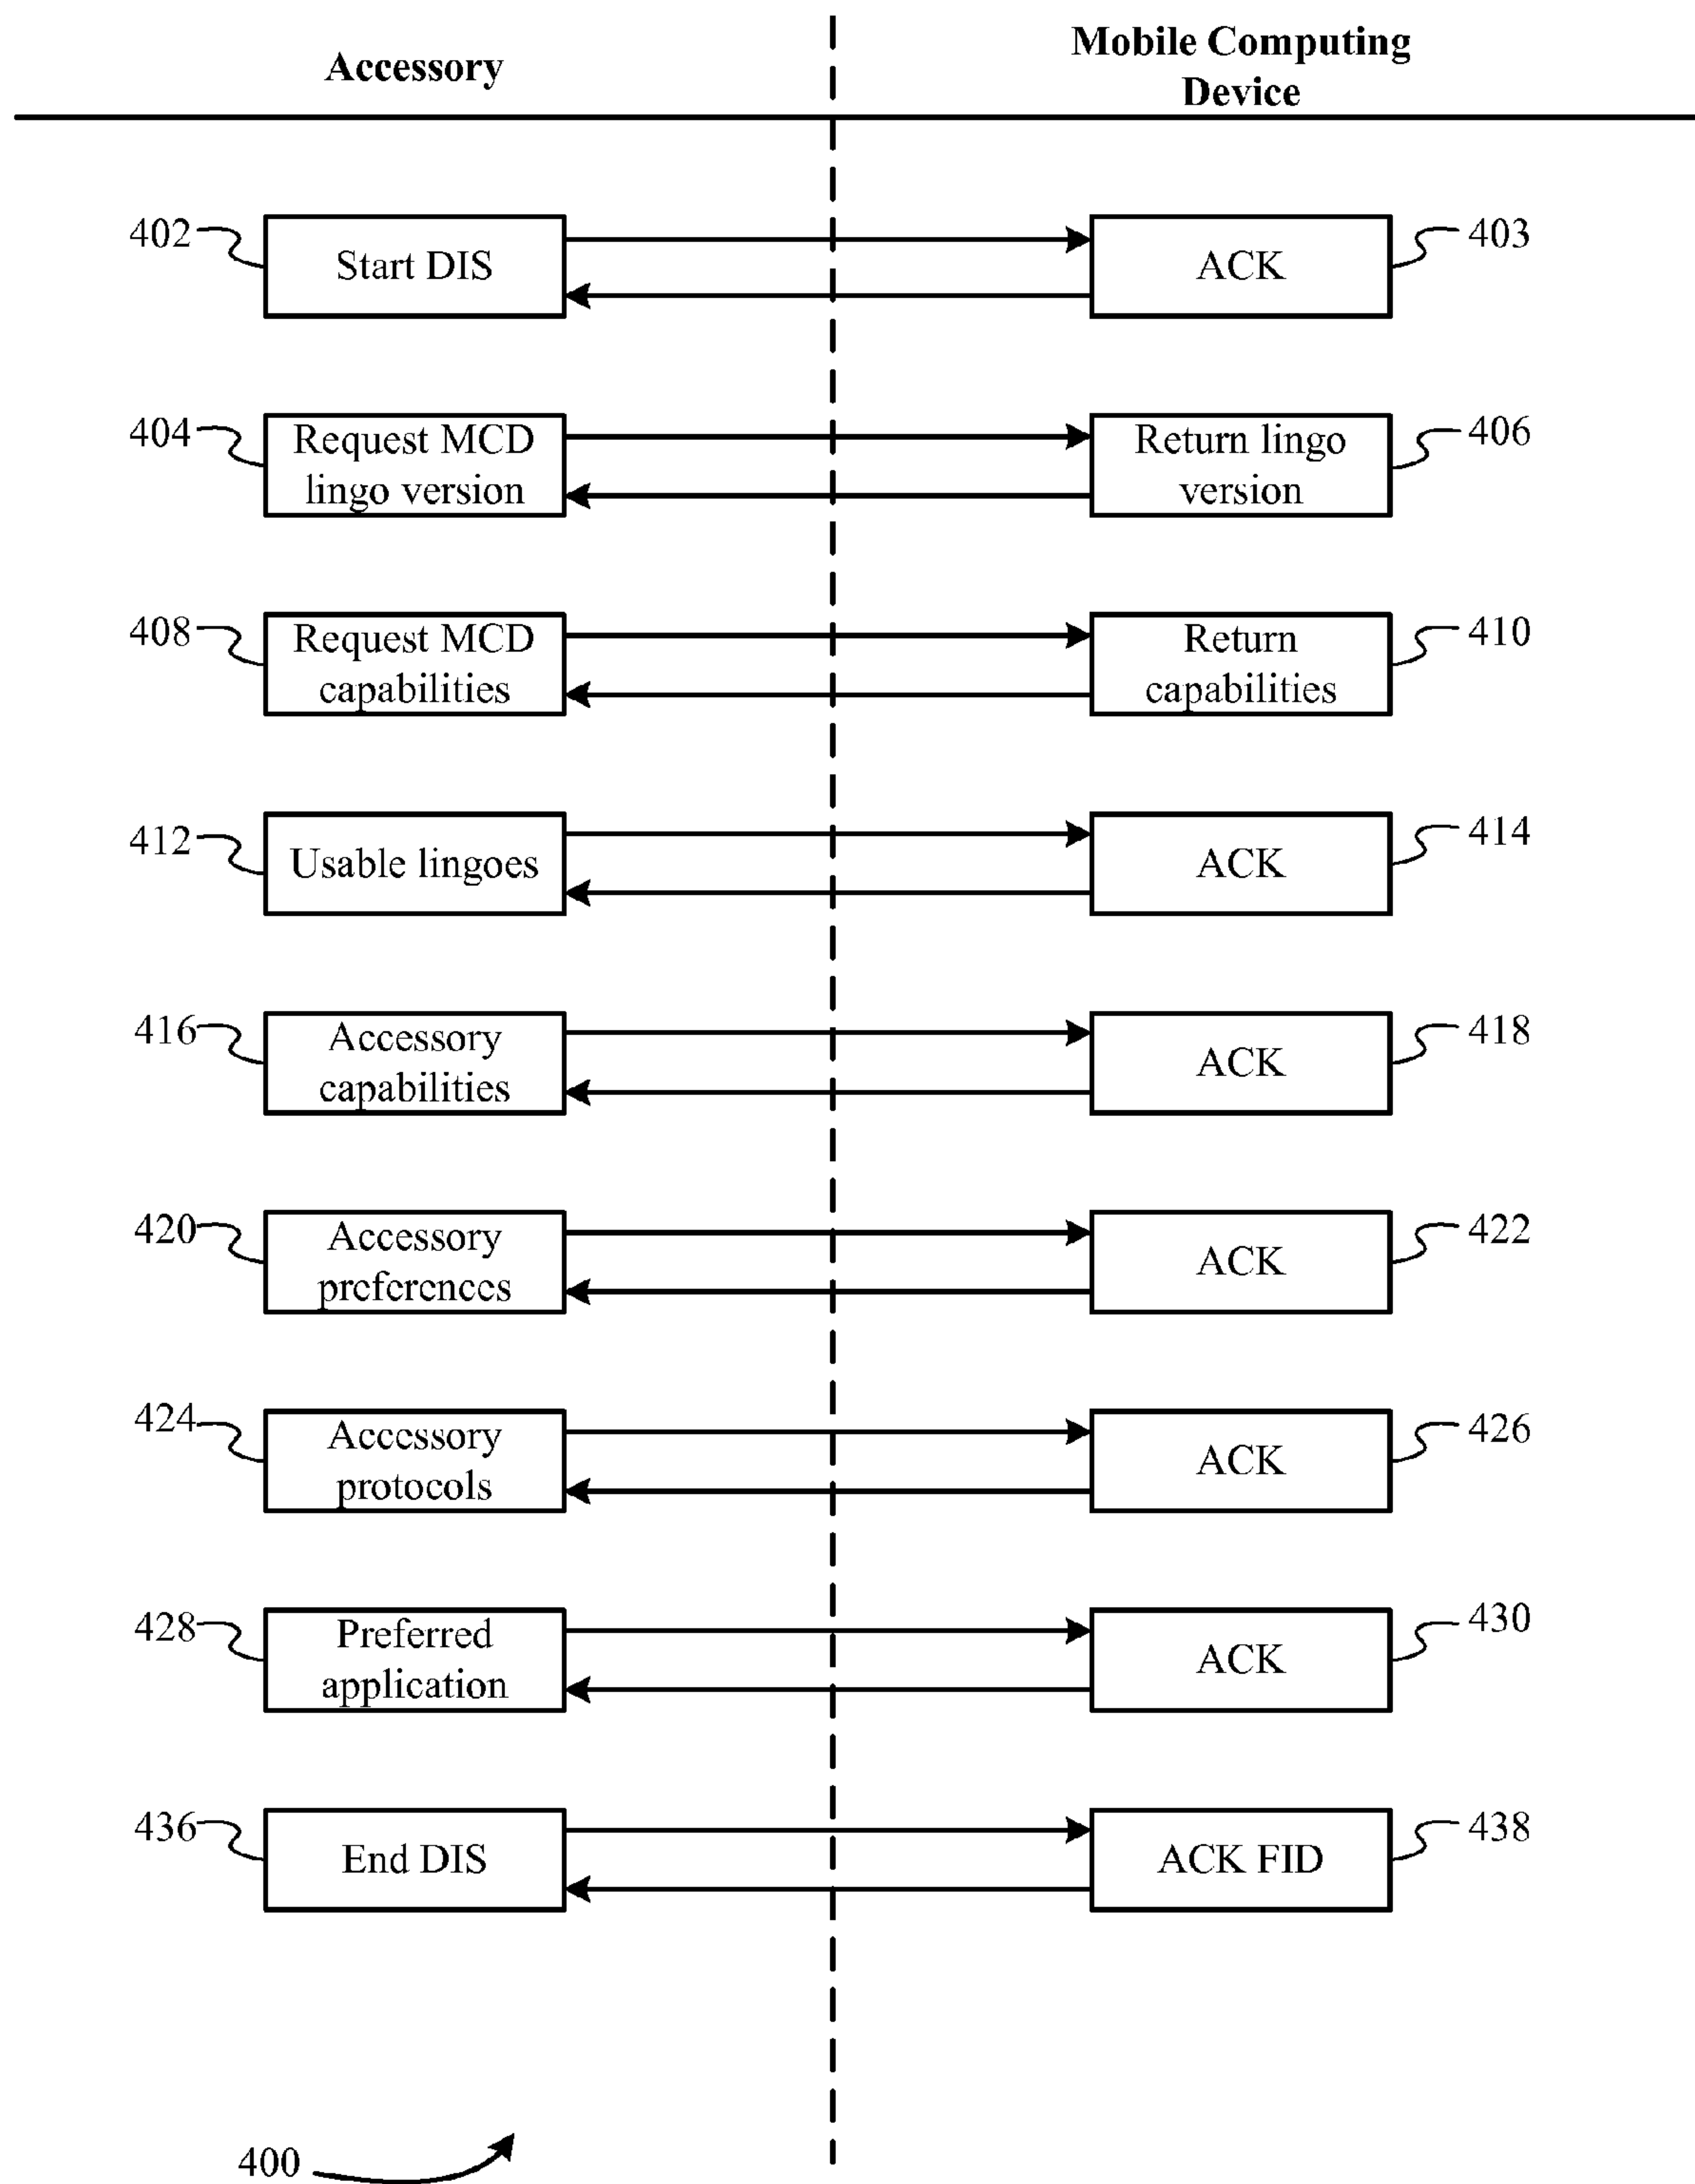 Accessory
Mobile Computing
Device
402
Start DIS
ACK
403
404
Request MCD
lingo version
Return lingo
version
406
408
Request MCD
capabilities
Return
capabilities
410
412
Usable lingoes
ACK
414
416
Accessory
capabilities
ACK
418
420
Accessory
preferences
ACK
422
424
Accessory
protocols
ACK
426
428
Preferred
application
ACK
430
436
End DIS
ACK FID
438
400